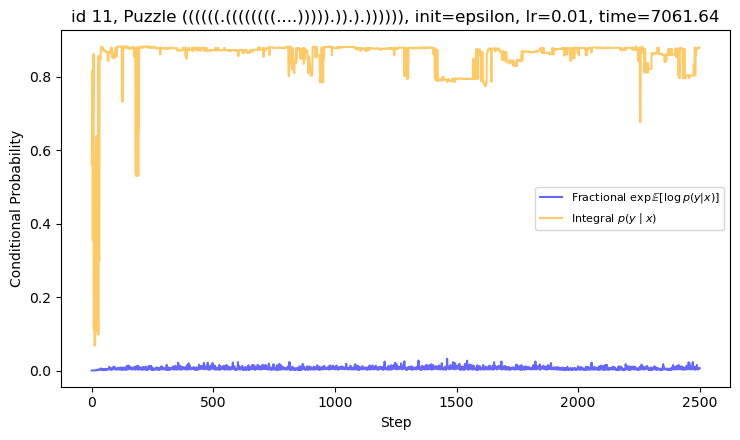 id 11, Puzzle ((((((.((((((((....))))).)).).)))))), init=epsilon, lr=0.01, time=7061.64
Conditional Probability
0.8
0.6
0.4
0.2
0.0
Fractional exp𝔼[log p(y|x)]
Integral p(y | x)
0 500 1000 1500 2000 2500
Step